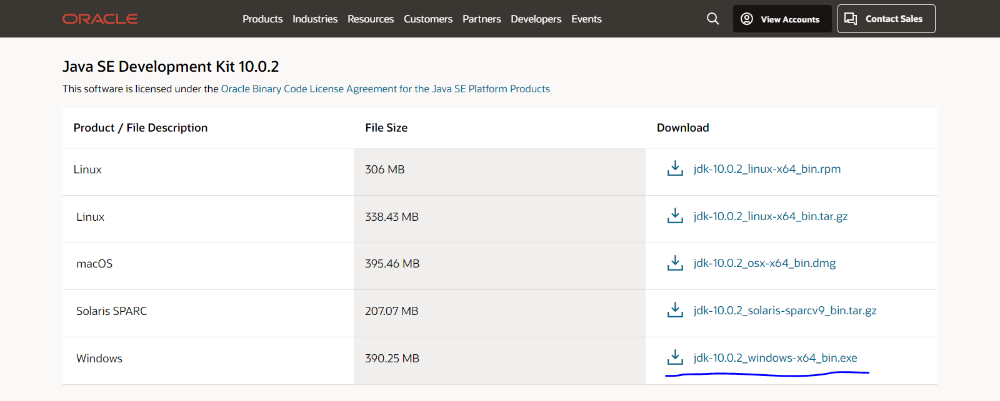 ORACLE Products Industries Resources Customers Partners Developers Events View Accounts Contact Sales
Java SE Development Kit 10.0.2
This software is licensed under the Oracle Binary Code License Agreement for the Java SE Platform Products
Product / File Description File Size Download
Linux 306 MB jdk-10.0.2_linux-x64_bin.rpm
Linux 338.43 MB jdk-10.0.2_linux-x64_bin.tar.gz
macOS 395.46 MB jdk-10.0.2_osx-x64_bin.dmg
Solaris SPARC 207.07 MB jdk-10.0.2_solaris-sparcv9_bin.tar.gz
Windows 390.25 MB jdk-10.0.2_windows-x64_bin.exe